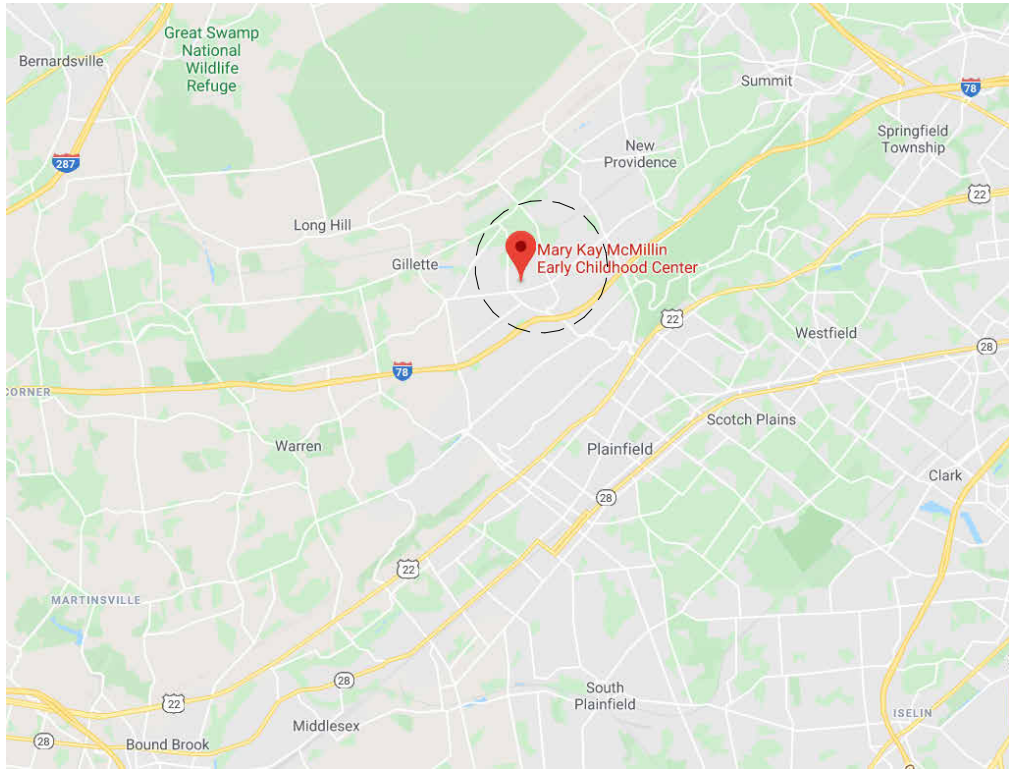 Great Swamp
National
Wildlife
Refuge
Bernardsville
Summit
78
Springfield
Township
New
Providence
287
22
Long Hill
Gillette
Mary Kay McMillin
Early Childhood Center
22
Westfield
28
78
CORNER
Scotch Plains
Warren
Plainfield
Clark
28
22
MARTINSVILLE
28
South
Plainfield
22
ISELIN
Middlesex
28
Bound Brook